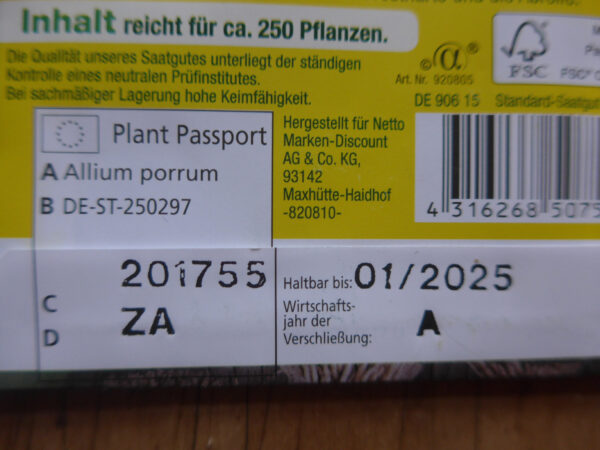 Inhalt reicht für ca. 250 Pflanzen.
Die Qualität unseres Saatgutes unterliegt der ständigen
Kontrolle eines neutralen Prüfinstitutes.
Bei sachmäßiger Lagerung hohe Keimfähigkeit.
© a ®
Art. Nr. 920805
FSC
FSC®
DE 906 15 Standard-Saatgut
Plant Passport
A Allium porrum
B DE-ST-250297
Hergestellt für Netto
Marken-Discount
AG & Co. KG,
93142
Maxhütte-Haidhof
-820810-
4 316268 5075
C 201755
D ZA
Haltbar bis: 01/2025
Wirtschafts-
jahr der
Verschließung: A